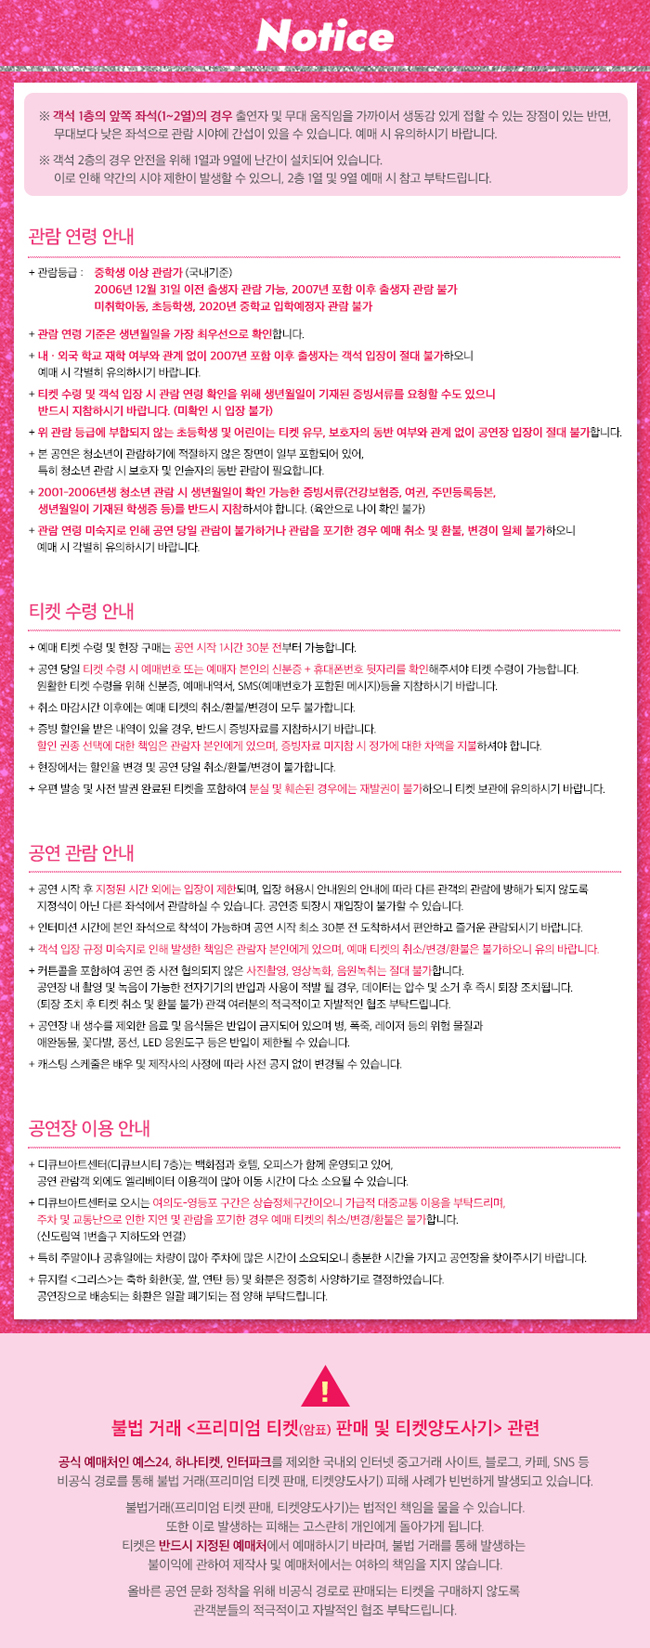 Notice
※ 객석 1층의 앞쪽 좌석(1~2열)의 경우 출연자 및 무대 움직임을 가까이서 생동감 있게 접할 수 있는 장점이 있는 반면,
무대보다 낮은 좌석으로 관람 시야에 간섭이 있을 수 있습니다. 예매 시 유의하시기 바랍니다.
※ 객석 2층의 경우 안전을 위해 1열과 9열에 난간이 설치되어 있습니다.
이로 인해 약간의 시야 제한이 발생할 수 있으니, 2층 1열 및 9열 예매 시 참고 부탁드립니다.
관람 연령 안내
+ 관람등급 : 중학생 이상 관람가 (국내기준)
2006년 12월 31일 이전 출생자 관람 가능, 2007년 포함 이후 출생자 관람 불가
미취학아동, 초등학생, 2020년 중학교 입학예정자 관람 불가
+ 관람 연령 기준은 생년월일을 가장 최우선으로 확인합니다.
+ 내 · 외국 학교 재학 여부와 관계 없이 2007년 포함 이후 출생자는 객석 입장이 절대 불가하오니
예매 시 각별히 유의하시기 바랍니다.
+ 티켓 수령 및 객석 입장 시 관람 연령 확인을 위해 생년월일이 기재된 증빙서류를 요청할 수도 있으니
반드시 지참하시기 바랍니다. (미확인 시 입장 불가)
+ 위 관람 등급에 부합되지 않는 초등학생 및 어린이는 티켓 유무, 보호자의 동반 여부와 관계 없이 공연장 입장이 절대 불가합니다.
+ 본 공연은 청소년이 관람하기에 적절하지 않은 장면이 일부 포함되어 있어,
특히 청소년 관람 시 보호자 및 인솔자의 동반 관람이 필요합니다.
+ 2001-2006년생 청소년 관람 시 생년월일이 확인 가능한 증빙서류(건강보험증, 여권, 주민등록등본,
생년월일이 기재된 학생증 등)를 반드시 지참하셔야 합니다. (육안으로 나이 확인 불가)
+ 관람 연령 미숙지로 인해 공연 당일 관람이 불가하거나 관람을 포기한 경우 예매 취소 및 환불, 변경이 일체 불가하오니
예매 시 각별히 유의하시기 바랍니다.
티켓 수령 안내
+ 예매 티켓 수령 및 현장 구매는 공연 시작 1시간 30분 전부터 가능합니다.
+ 공연 당일 티켓 수령 시 예매번호 또는 예매자 본인의 신분증 + 휴대폰번호 뒷자리를 확인해주셔야 티켓 수령이 가능합니다.
원활한 티켓 수령을 위해 신분증, 예매내역서, SMS(예매번호가 포함된 메시지)등을 지참하시기 바랍니다.
+ 취소 마감시간 이후에는 예매 티켓의 취소/환불/변경이 모두 불가합니다.
+ 증빙 할인을 받은 내역이 있을 경우, 반드시 증빙자료를 지참하시기 바랍니다.
할인 권종 선택에 대한 책임은 관람자 본인에게 있으며, 증빙자료 미지참 시 정가에 대한 차액을 지불하셔야 합니다.
+ 현장에서는 할인율 변경 및 공연 당일 취소/환불/변경이 불가합니다.
+ 우편 발송 및 사전 발권 완료된 티켓을 포함하여 분실 및 훼손된 경우에는 재발권이 불가하오니 티켓 보관에 유의하시기 바랍니다.
공연 관람 안내
+ 공연 시작 후 지정된 시간 외에는 입장이 제한되며, 입장 허용시 안내원의 안내에 따라 다른 관객의 관람에 방해가 되지 않도록
지정석이 아닌 다른 좌석에서 관람하실 수 있습니다. 공연중 퇴장시 재입장이 불가할 수 있습니다.
+ 인터미션 시간에 본인 좌석으로 착석이 가능하며 공연 시작 최소 30분 전 도착하셔서 편안하고 즐거운 관람되시기 바랍니다.
+ 객석 입장 규정 미숙지로 인해 발생한 책임은 관람자 본인에게 있으며, 예매 티켓의 취소/변경/환불은 불가하오니 유의 바랍니다.
+ 커튼콜을 포함하여 공연 중 사전 협의되지 않은 사진촬영, 영상녹화, 음원녹취는 절대 불가합니다.
공연장 내 촬영 및 녹음이 가능한 전자기기의 반입과 사용이 적발 될 경우, 데이터는 압수 및 소거 후 즉시 퇴장 조치됩니다.
(퇴장 조치 후 티켓 취소 및 환불 불가) 관객 여러분의 적극적이고 자발적인 협조 부탁드립니다.
+ 공연장 내 생수를 제외한 음료 및 음식물은 반입이 금지되어 있으며 병, 폭죽, 레이저 등의 위험 물질과
애완동물, 꽃다발, 풍선, LED 응원도구 등은 반입이 제한될 수 있습니다.
+ 캐스팅 스케줄은 배우 및 제작사의 사정에 따라 사전 공지 없이 변경될 수 있습니다.
공연장 이용 안내
+ 디큐브아트센터(디큐브시티 7층)는 백화점과 호텔, 오피스가 함께 운영되고 있어,
공연 관람객 외에도 엘리베이터 이용객이 많아 이동 시간이 다소 소요될 수 있습니다.
+ 디큐브아트센터로 오시는 여의도-영등포 구간은 상습정체구간이오니 가급적 대중교통 이용을 부탁드리며,
주차 및 교통난으로 인한 지연 및 관람을 포기한 경우 예매 티켓의 취소/변경/환불은 불가합니다.
(신도림역 1번출구 지하도와 연결)
+ 특히 주말이나 공휴일에는 차량이 많아 주차에 많은 시간이 소요되오니 충분한 시간을 가지고 공연장을 찾아주시기 바랍니다.
+ 뮤지컬 <그리스>는 축하 화환(꽃, 쌀, 연탄 등) 및 화분은 정중히 사양하기로 결정하였습니다.
공연장으로 배송되는 화환은 일괄 폐기되는 점 양해 부탁드립니다.
불법 거래 <프리미엄 티켓(암표) 판매 및 티켓양도사기> 관련
공식 예매처인 예스24, 하나티켓, 인터파크를 제외한 국내외 인터넷 중고거래 사이트, 블로그, 카페, SNS 등
비공식 경로를 통해 불법 거래(프리미엄 티켓 판매, 티켓양도사기) 피해 사례가 빈번하게 발생되고 있습니다.
불법거래(프리미엄 티켓 판매, 티켓양도사기)는 법적인 책임을 물을 수 있습니다.
또한 이로 발생하는 피해는 고스란히 개인에게 돌아가게 됩니다.
티켓은 반드시 지정된 예매처에서 예매하시기 바라며, 불법 거래를 통해 발생하는
불이익에 관하여 제작사 및 예매처에서는 여하의 책임을 지지 않습니다.
올바른 공연 문화 정착을 위해 비공식 경로로 판매되는 티켓을 구매하지 않도록
관객분들의 적극적이고 자발적인 협조 부탁드립니다.